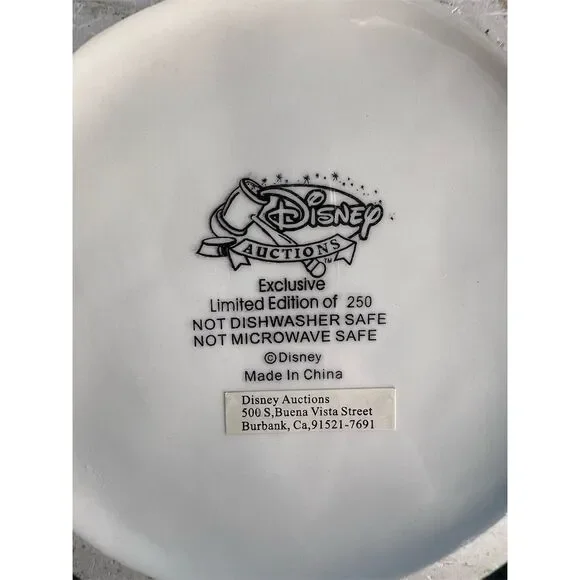 Disney
AUCTIONS
TM
Exclusive
Limited Edition of 250
NOT DISHWASHER SAFE
NOT MICROWAVE SAFE
©Disney
Made In China
Disney Auctions
500 S,Buena Vista Street
Burbank, Ca,91521-7691